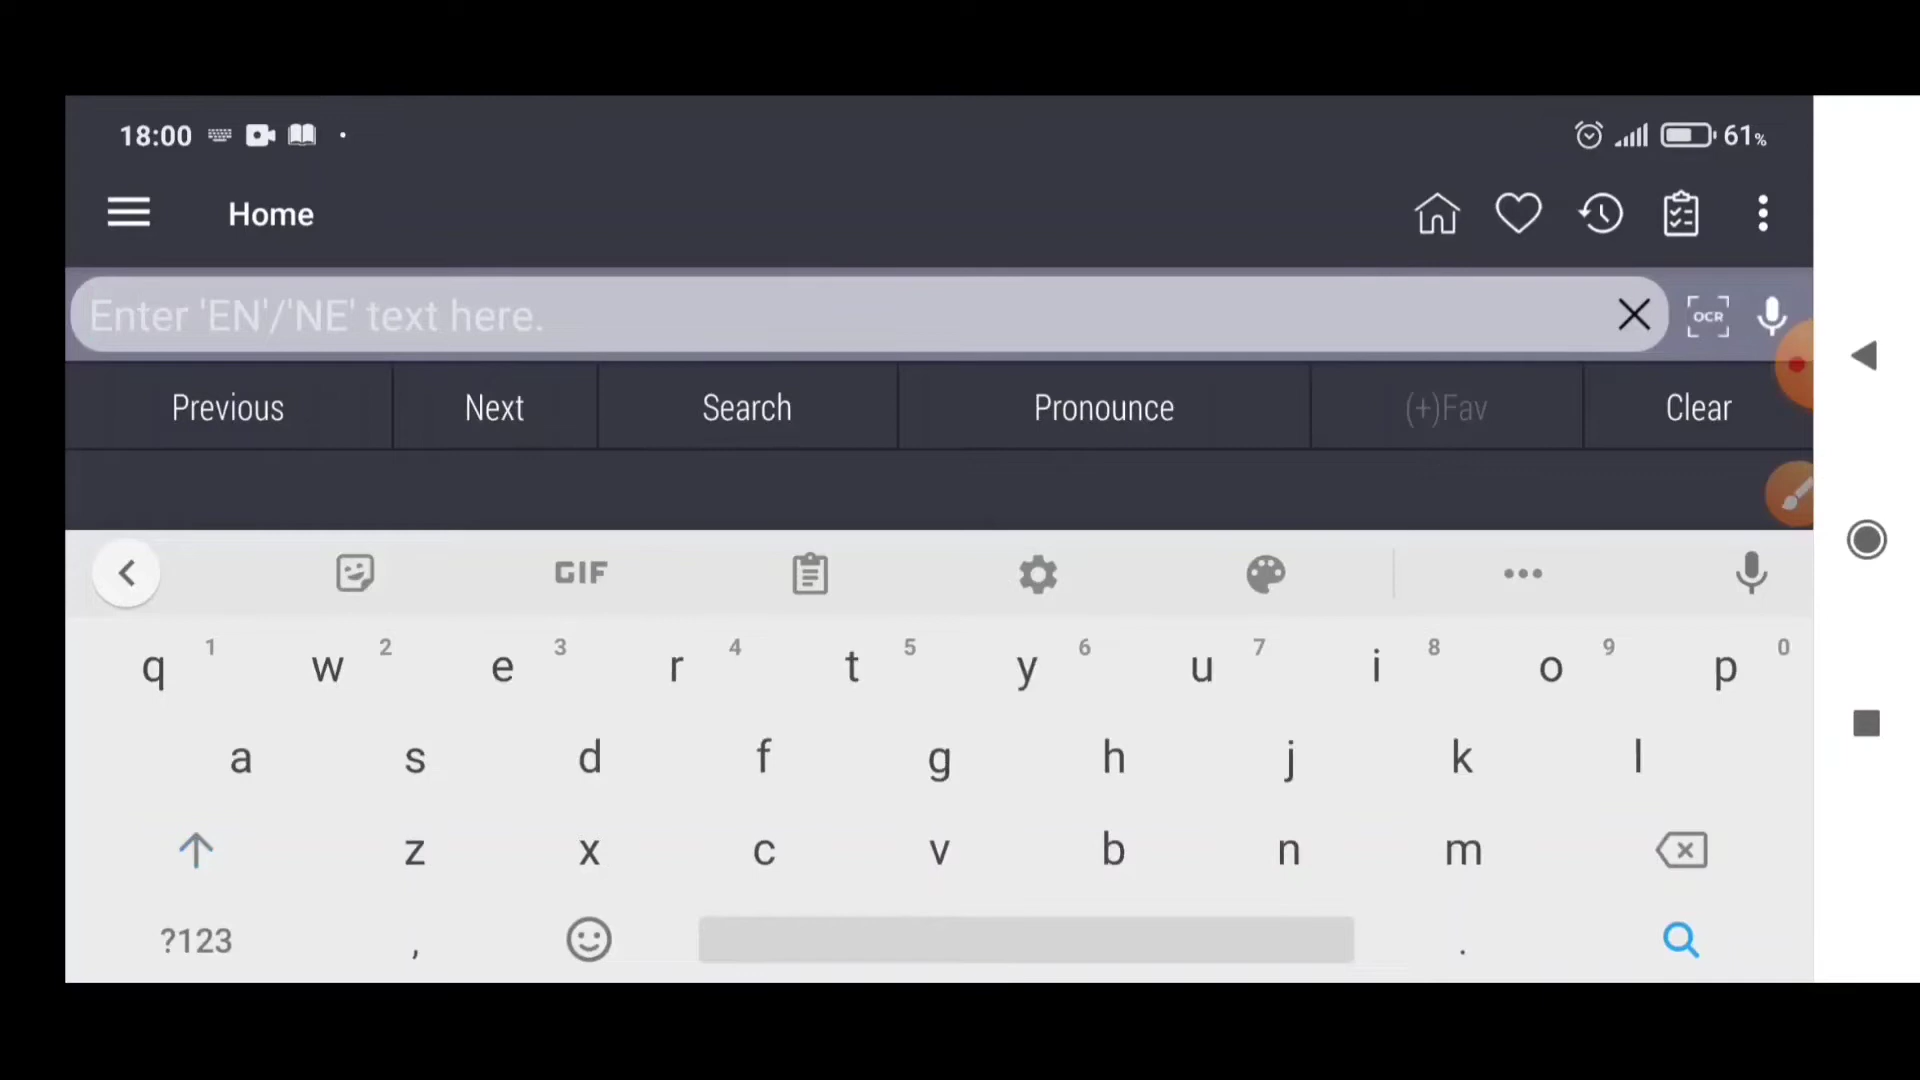 18:00 61%
Home
Enter 'EN'/'NE' text here. OCR
Previous Next Search Pronounce (+)Fav Clear
GIF
q 1 w 2 e 3 r 4 t 5 y 6 u 7 i 8 o 9 p 0
a s d f g h j k l
z x c v b n m
?123 , .